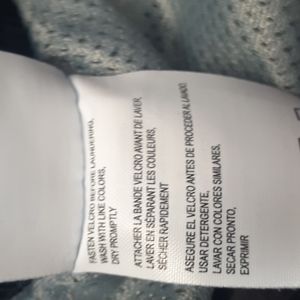 FASTEN VELCRO BEFORE LAUNDERING,
WASH WITH LIKE COLORS,
DRY PROMPTLY
ATTACHER LA BANDE VELCRO AVANT DE LAVER,
LAVER EN SÉPARANT LES COULEURS,
SÉCHER RAPIDEMENT
ASEGURE EL VELCRO ANTES DE PROCEDER AL LAVADO,
USAR DETERGENTE,
LAVAR CON COLORES SIMILARES,
SECAR PRONTO,
EXPRIMIR